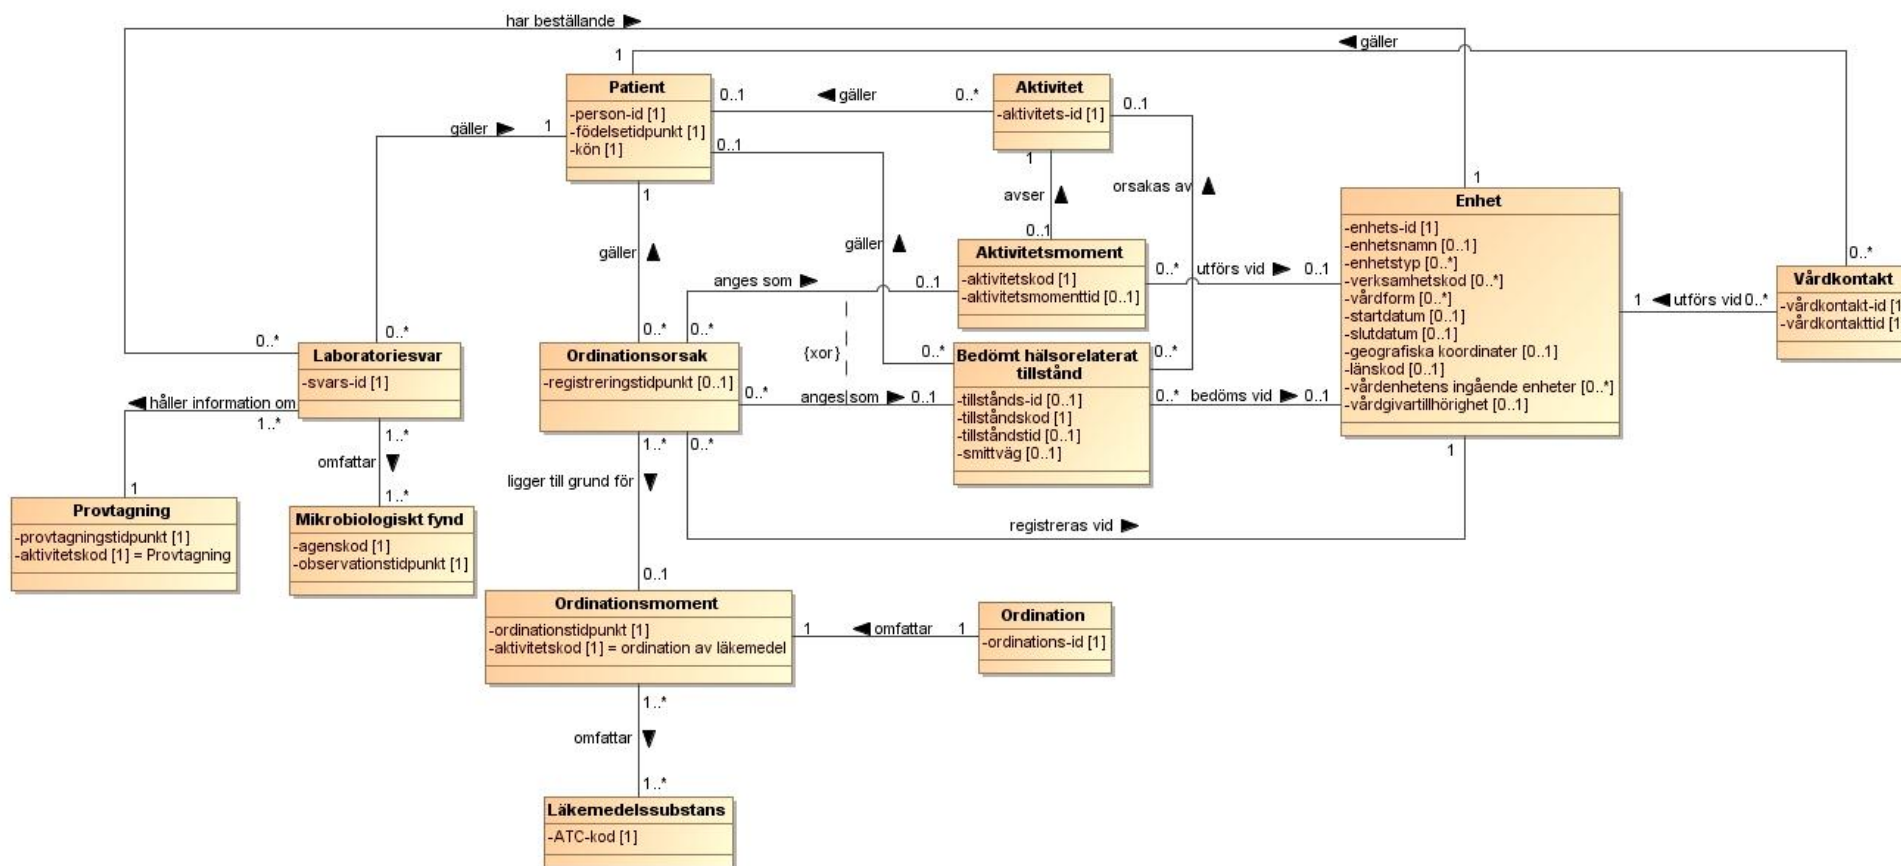 har beställande
gäller
1
Patient
-person-id [1]
-födelsetidpunkt [1]
-kön [1]
0..1
gäller
0..*
Aktivitet
-aktivitets-id [1]
0..1
gäller
1
0..1
1
1
avser
orsakas av
1
Enhet
-enhets-id [1]
-enhetsnamn [0..1]
-enhetstyp [0..*]
-verksamhetskod [0..*]
-vårdform [0..*]
-startdatum [0..1]
-slutdatum [0..1]
-geografiska koordinater [0..1]
-länskod [0..1]
-vårdenhetens ingående enheter [0..*]
-vårdgivartillhörighet [0..1]
gäller
gäller
0..1
Aktivitetsmoment
-aktivitetskod [1]
-aktivitetsmomenttid [0..1]
0..*
utförs vid
0..1
0..*
Vårdkontakt
-vårdkontakt-id [1
-vårdkontakttid [1
1
utförs vid
0..*
anges som
0..1
{xor}
0..*
0..*
0..*
0..*
Laboratoriesvar
-svars-id [1]
Ordinationsorsak
-registreringstidpunkt [0..1]
0..*
Bedömt hälsorelaterat
tillstånd
-tillstånds-id [0..1]
-tillståndskod [1]
-tillståndstid [0..1]
-smittväg [0..1]
0..*
0..*
anges som
0..1
0..*
bedöms vid
0..1
håller information om
1..*
1..*
omfattar
1..*
0..*
1
ligger till grund för
1
Provtagning
-provtagningstidpunkt [1]
-aktivitetskod [1] = Provtagning
1..*
Mikrobiologiskt fynd
-agenskod [1]
-observationstidpunkt [1]
registreras vid
0..1
Ordinationsmoment
-ordinationstidpunkt [1]
-aktivitetskod [1] = ordination av läkemedel
1
omfattar
1
Ordination
-ordinations-id [1]
1..*
omfattar
1..*
Läkemedelssubstans
-ATC-kod [1]